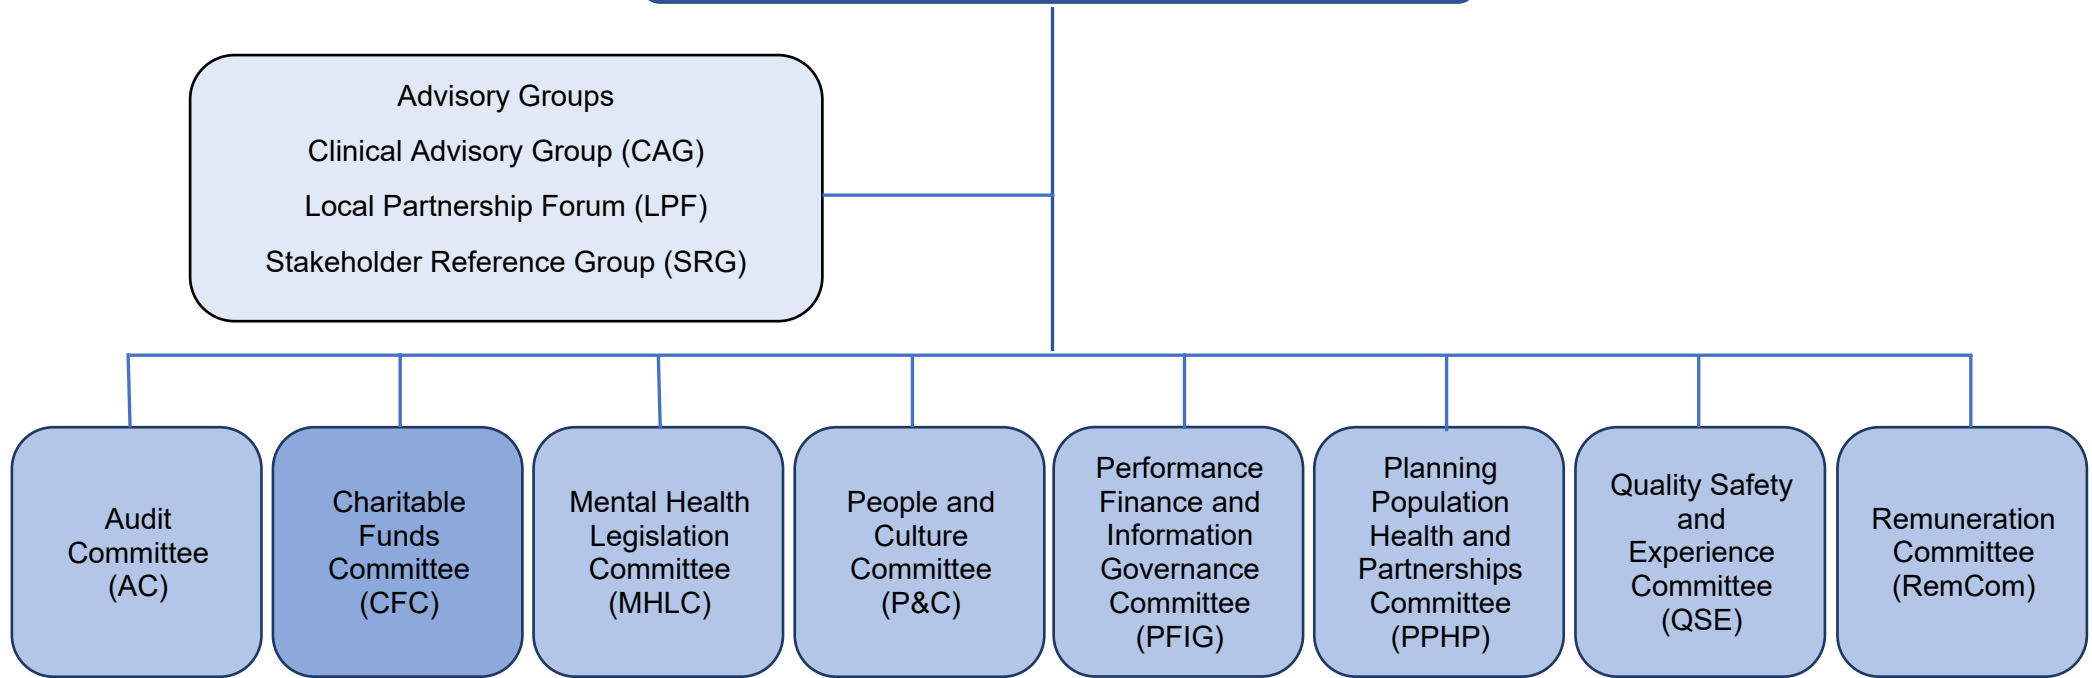 Advisory Groups
Clinical Advisory Group (CAG)
Local Partnership Forum (LPF)
Stakeholder Reference Group (SRG)
Audit
Committee
(AC)
Charitable
Funds
Committee
(CFC)
Mental Health
Legislation
Committee
(MHLC)
People and
Culture
Committee
(P&C)
Performance
Finance and
Information
Governance
Committee
(PFIG)
Planning
Population
Health and
Partnerships
Committee
(PPHP)
Quality Safety
and
Experience
Committee
(QSE)
Remuneration
Committee
(RemCom)